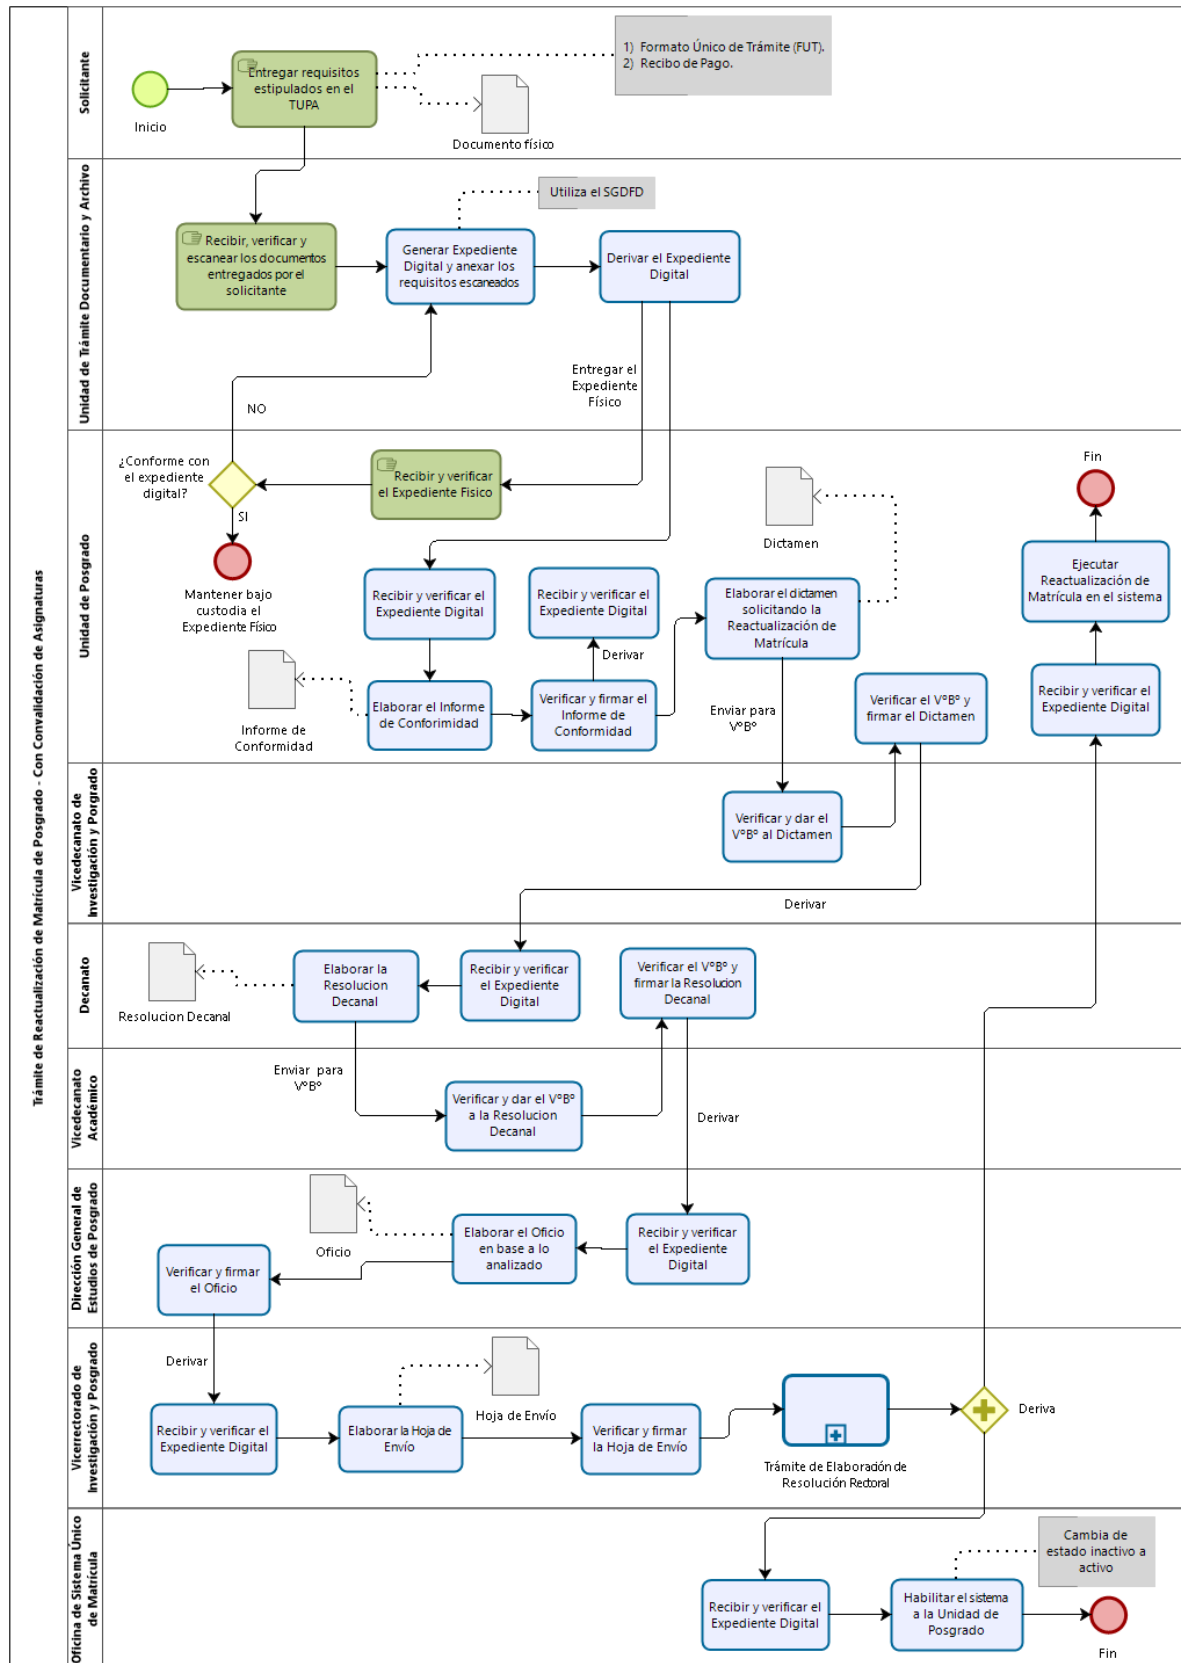 Trámite de Reactualización de Matrícula de Posgrado - Con Convalidación de Asignaturas
Solicitante
Inicio
Entregar requisitos
estipulados en el
TUPA
1) Formato Único de Trámite (FUT).
2) Recibo de Pago.
Documento físico
Unidad de Trámite Documentario y Archivo
Recibir, verificar y
escanear los documentos
entregados por el
solicitante
Generar Expediente
Digital y anexar los
requisitos escaneados
Utiliza el SGDFD
Derivar el Expediente
Digital
Entregar el
Expediente
Físico
NO
Unidad de Posgrado
¿Conforme con
el expediente
digital?
SI
Mantener bajo
custodia el
Expediente Físico
Recibir y verificar
el Expediente Fisico
Recibir y verificar el
Expediente Digital
Informe de
Conformidad
Elaborar el Informe
de Conforimidad
Verificar y firmar el
Informe de
Conformidad
Derivar
Recibir y verificar el
Expediente Digital
Elaborar el dictamen
solicitando la
Reactualización de
Matrícula
Dictamen
Enviar para
VºBº
Verificar el VºBº y
firmar el Dictamen
Fin
Ejecutar
Reactualización de
Matrícula en el sistema
Recibir y verificar el
Expediente Digital
Vicedecanato de
Investigación y Porgrado
Verificar y dar el
VºBº al Dictamen
Derivar
Decanato
Resolucion Decanal
Elaborar la
Resolucion
Decanal
Recibir y verificar
el Expediente
Digital
Verificar el VºBº y
firmar la Resolucion
Decanal
Vicedecanato
Académico
Enviar para
VºBº
Verificar y dar el VºBº
a la Resolucion
Decanal
Derivar
Dirección General de
Estudios de Posgrado
Verificar y firmar
el Oficio
Oficio
Elaborar el Oficio
en base a lo
analizado
Recibir y verificar
el Expediente
Digital
Vicerrectorado de
Investigación y Posgrado
Derivar
Recibir y verificar el
Expediente Digital
Elaborar la Hoja de
Envío
Hoja de Envío
Verificar y firmar
la Hoja de Envío
Trámite de Elaboración de
Resolución Rectoral
Deriva
Oficina de Sistema Único
de Matrícula
Recibir y verificar el
Expediente Digital
Habilitar el sistema
a la Unidad de
Posgrado
Cambia de
estado inactivo a
activo
Fin